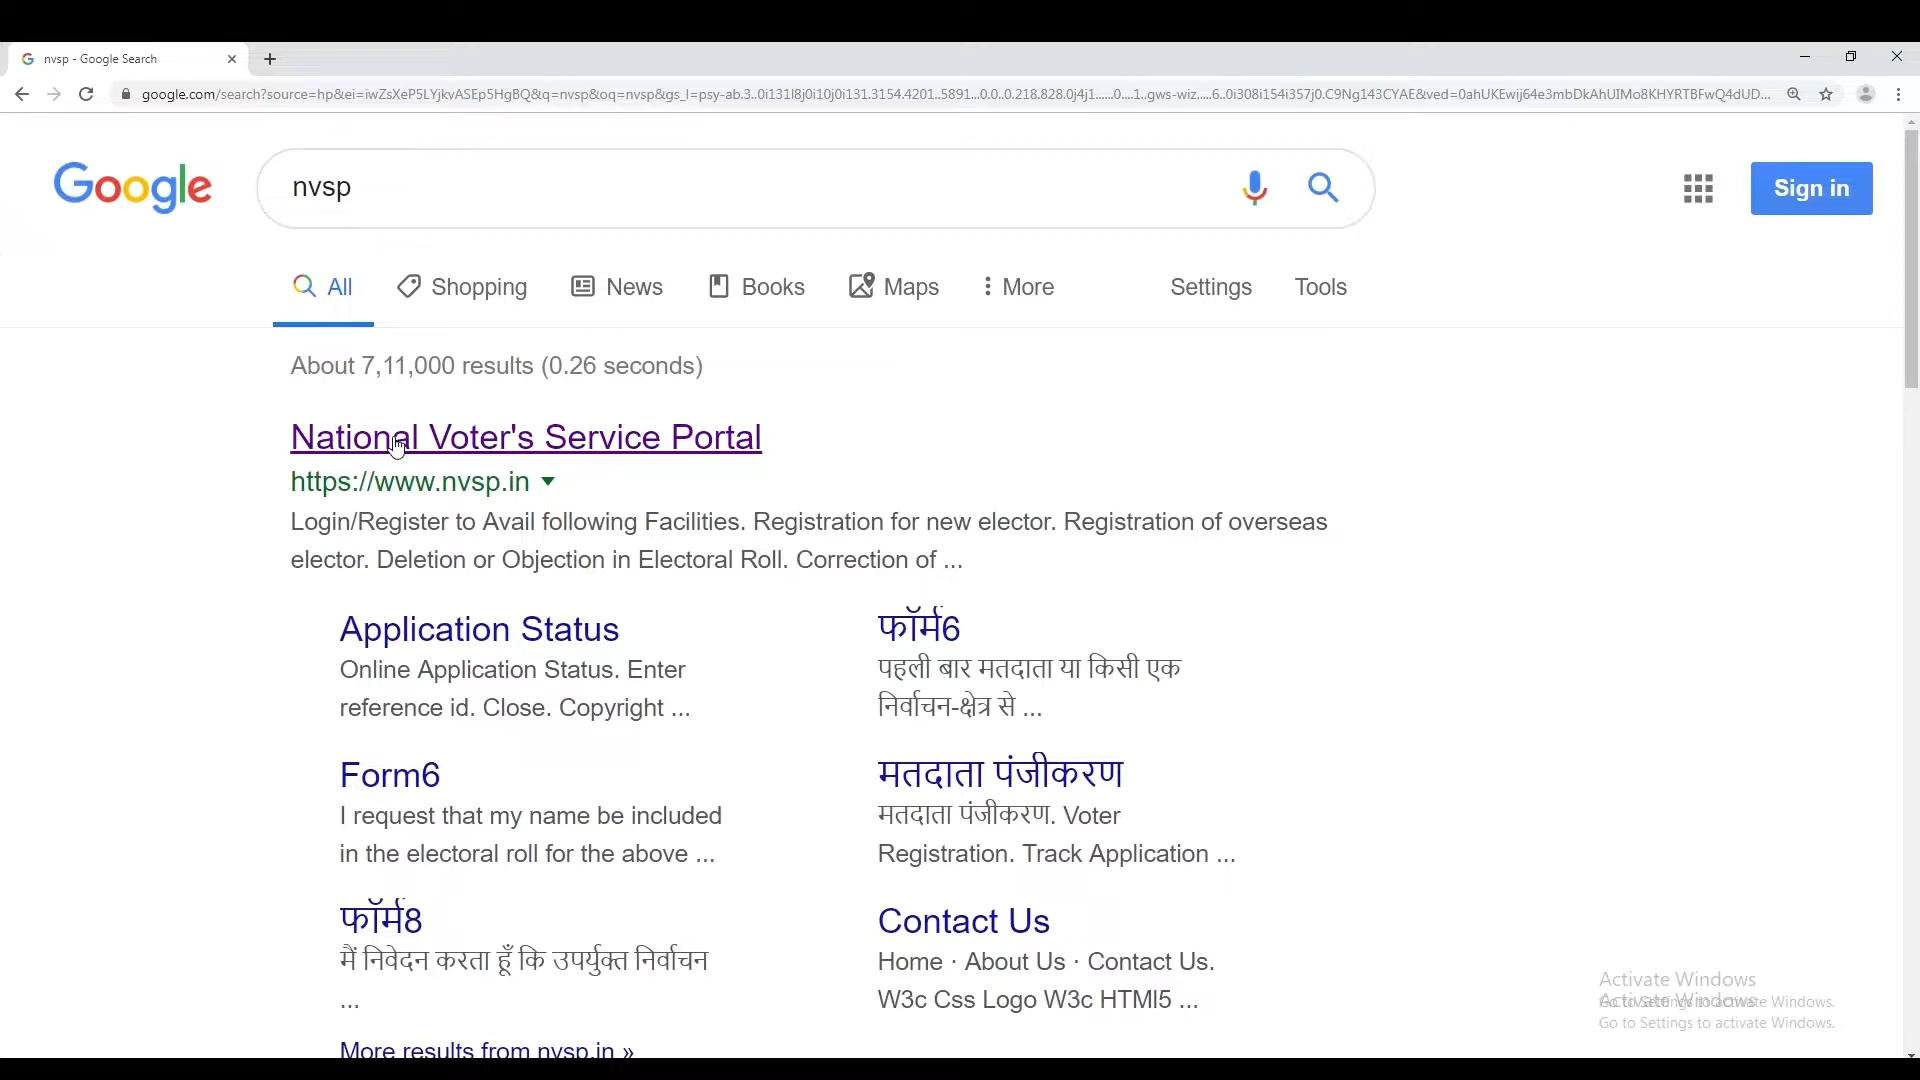 nvsp - Google Search
google.com/search?source=hp&ei=iwZsXeP5LYjkvASEp5HgBQ&q=nvsp&oq=nvsp&gs_l=psy-ab.3..0i131l8j0i10j0i131.3154.4201..5891...0.0..0.218.828.0j4j1......0....1..gws-wiz.....6..0i308i154i357j0.C9Ng143CYAE&ved=0ahUKEwij64e3mbDkAhUIMo8KHYRTBFwQ4dUD...
Google
nvsp
Sign in
All Shopping News Books Maps More Settings Tools
About 7,11,000 results (0.26 seconds)
National Voter's Service Portal
https://www.nvsp.in
Login/Register to Avail following Facilities. Registration for new elector. Registration of overseas
elector. Deletion or Objection in Electoral Roll. Correction of ...
Application Status
Online Application Status. Enter
reference id. Close. Copyright ...
फॉर्म6
पहली बार मतदाता या किसी एक
निर्वाचन-क्षेत्र से ...
Form6
I request that my name be included
in the electoral roll for the above ...
मतदाता पंजीकरण
मतदाता पंजीकरण. Voter
Registration. Track Application ...
फॉर्म8
मैं निवेदन करता हूँ कि उपर्युक्त निर्वाचन
...
Contact Us
Home · About Us · Contact Us.
W3c Css Logo W3c HTMl5 ...
More results from nvsp.in »
Activate Windows
Activate Windows
Go to Settings to activate Windows.
Go to Settings to activate Windows.